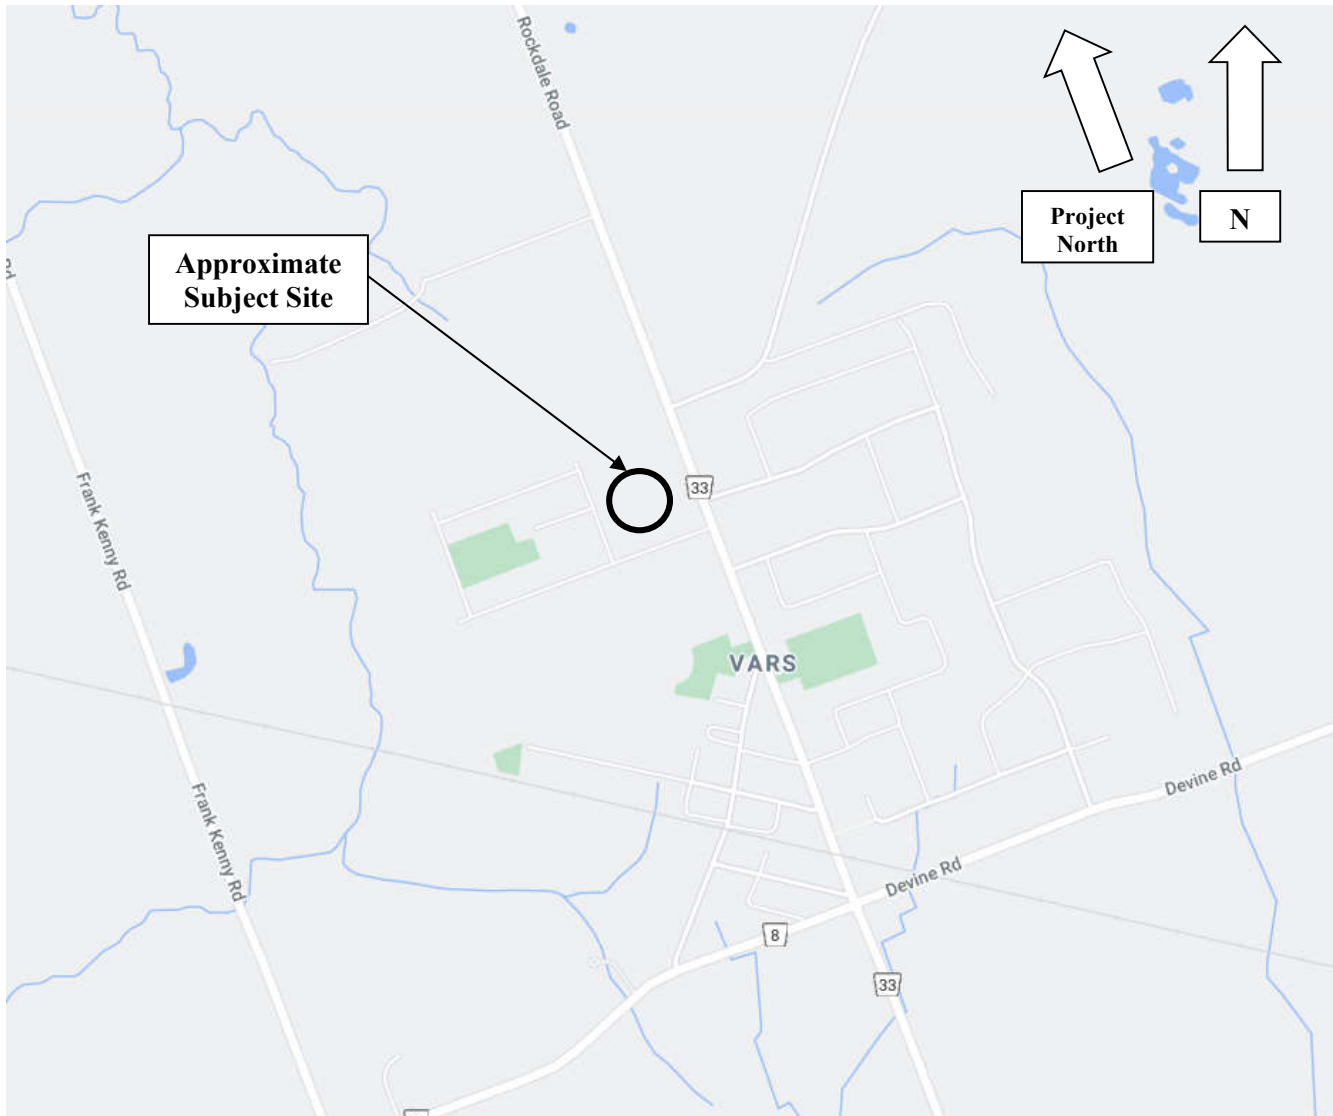 Rockdale Road
Project
North
N
Approximate
Subject Site
Rd
33
Frank Kenny Rd
VARS
Devine Rd
Frank Kenny Rd
Devine Rd
8
33